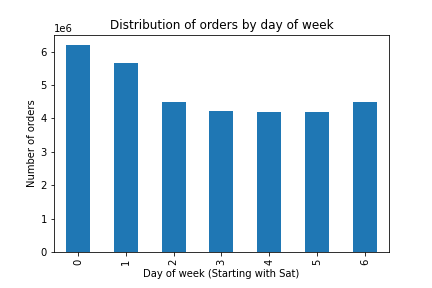 Distribution of orders by day of week
1e6
6
5
4
3
2
1
0
Number of orders
0 1 2 3 4 5 6
Day of week (Starting with Sat)